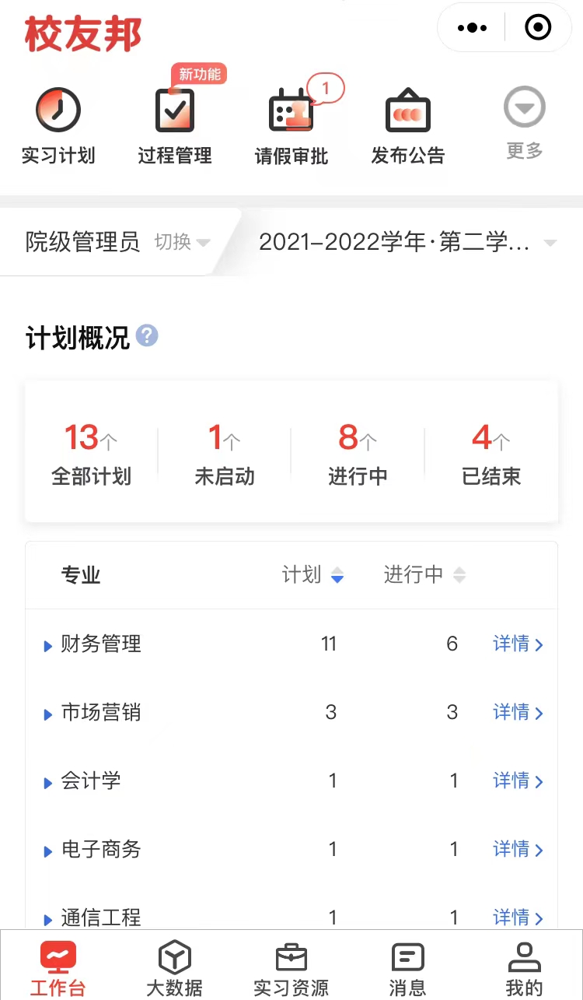 校友邦
新功能
1
实习计划 过程管理 请假审批 发布公告 更多
院级管理员 切换 2021-2022学年·第二学...
计划概况 ?
13个 1个 8个 4个
全部计划 未启动 进行中 已结束
专业 计划 进行中
财务管理 11 6 详情
市场营销 3 3 详情
会计学 1 1 详情
电子商务 1 1 详情
通信工程 1 1 详情
工作台 大数据 实习资源 消息 我的